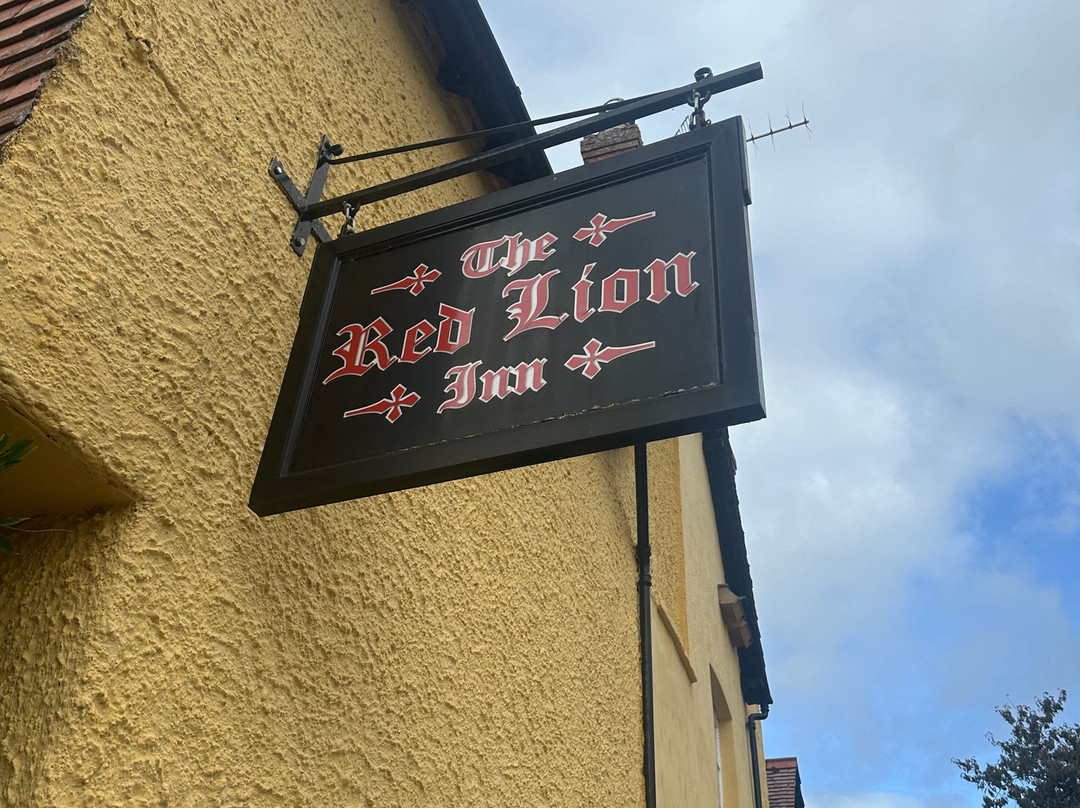 The
Red Lion
Inn